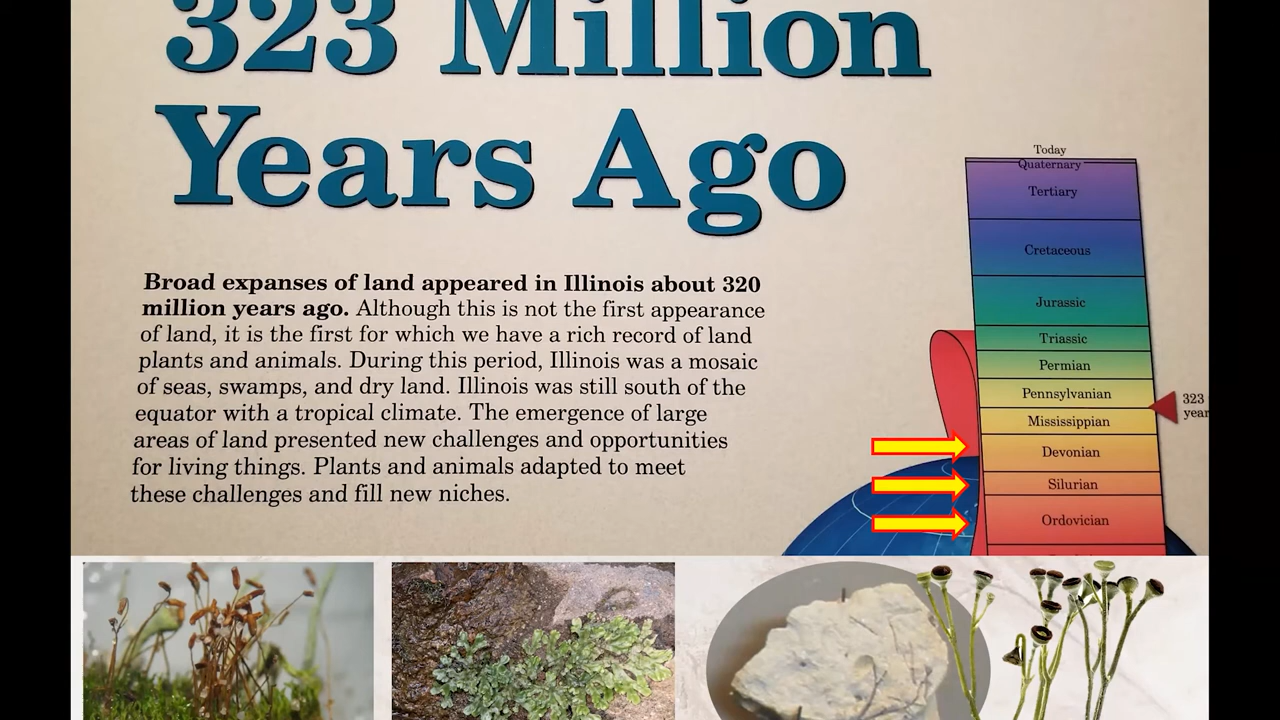 323 Million
Years Ago
Broad expanses of land appeared in Illinois about 320
million years ago. Although this is not the first appearance
of land, it is the first for which we have a rich record of land
plants and animals. During this period, Illinois was a mosaic
of seas, swamps, and dry land. Illinois was still south of the
equator with a tropical climate. The emergence of large
areas of land presented new challenges and opportunities
for living things. Plants and animals adapted to meet
these challenges and fill new niches.
Today
Quaternary
Tertiary
Cretaceous
Jurassic
Triassic
Permian
Pennsylvanian
Mississippian
Devonian
Silurian
Ordovician
323
year